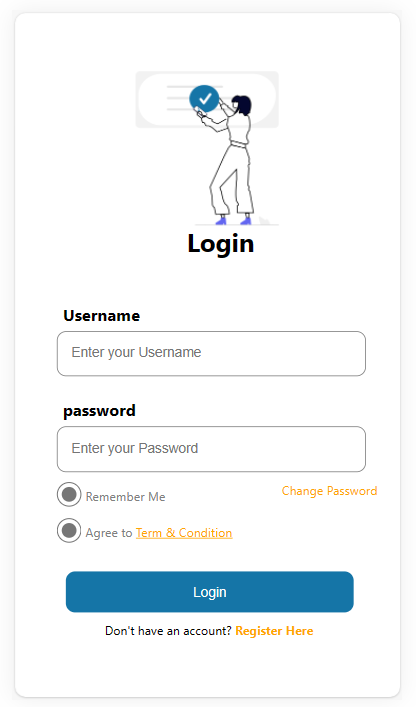 Login
Username
Enter your Username
password
Enter your Password
Remember Me
Change Password
Agree to Term & Condition
Login
Don't have an account? Register Here